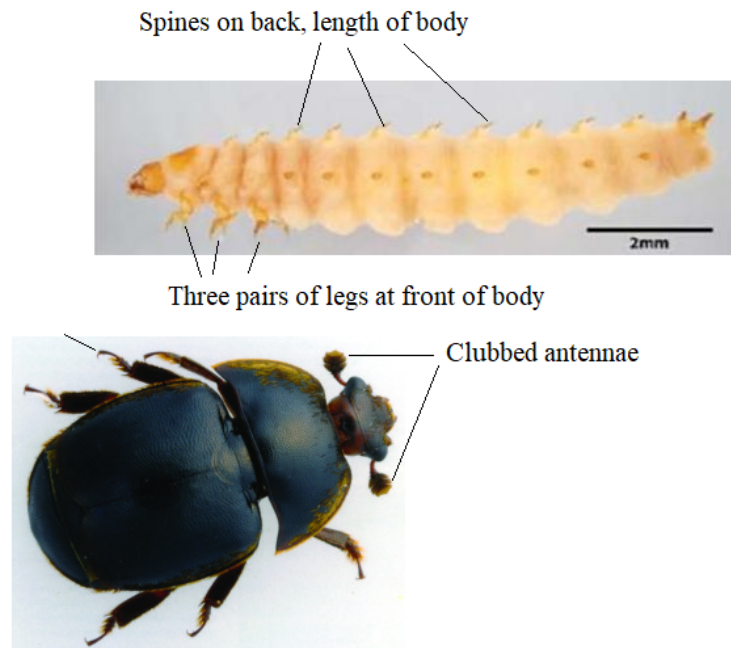 Spines on back, length of body
2mm
Three pairs of legs at front of body
Clubbed antennae